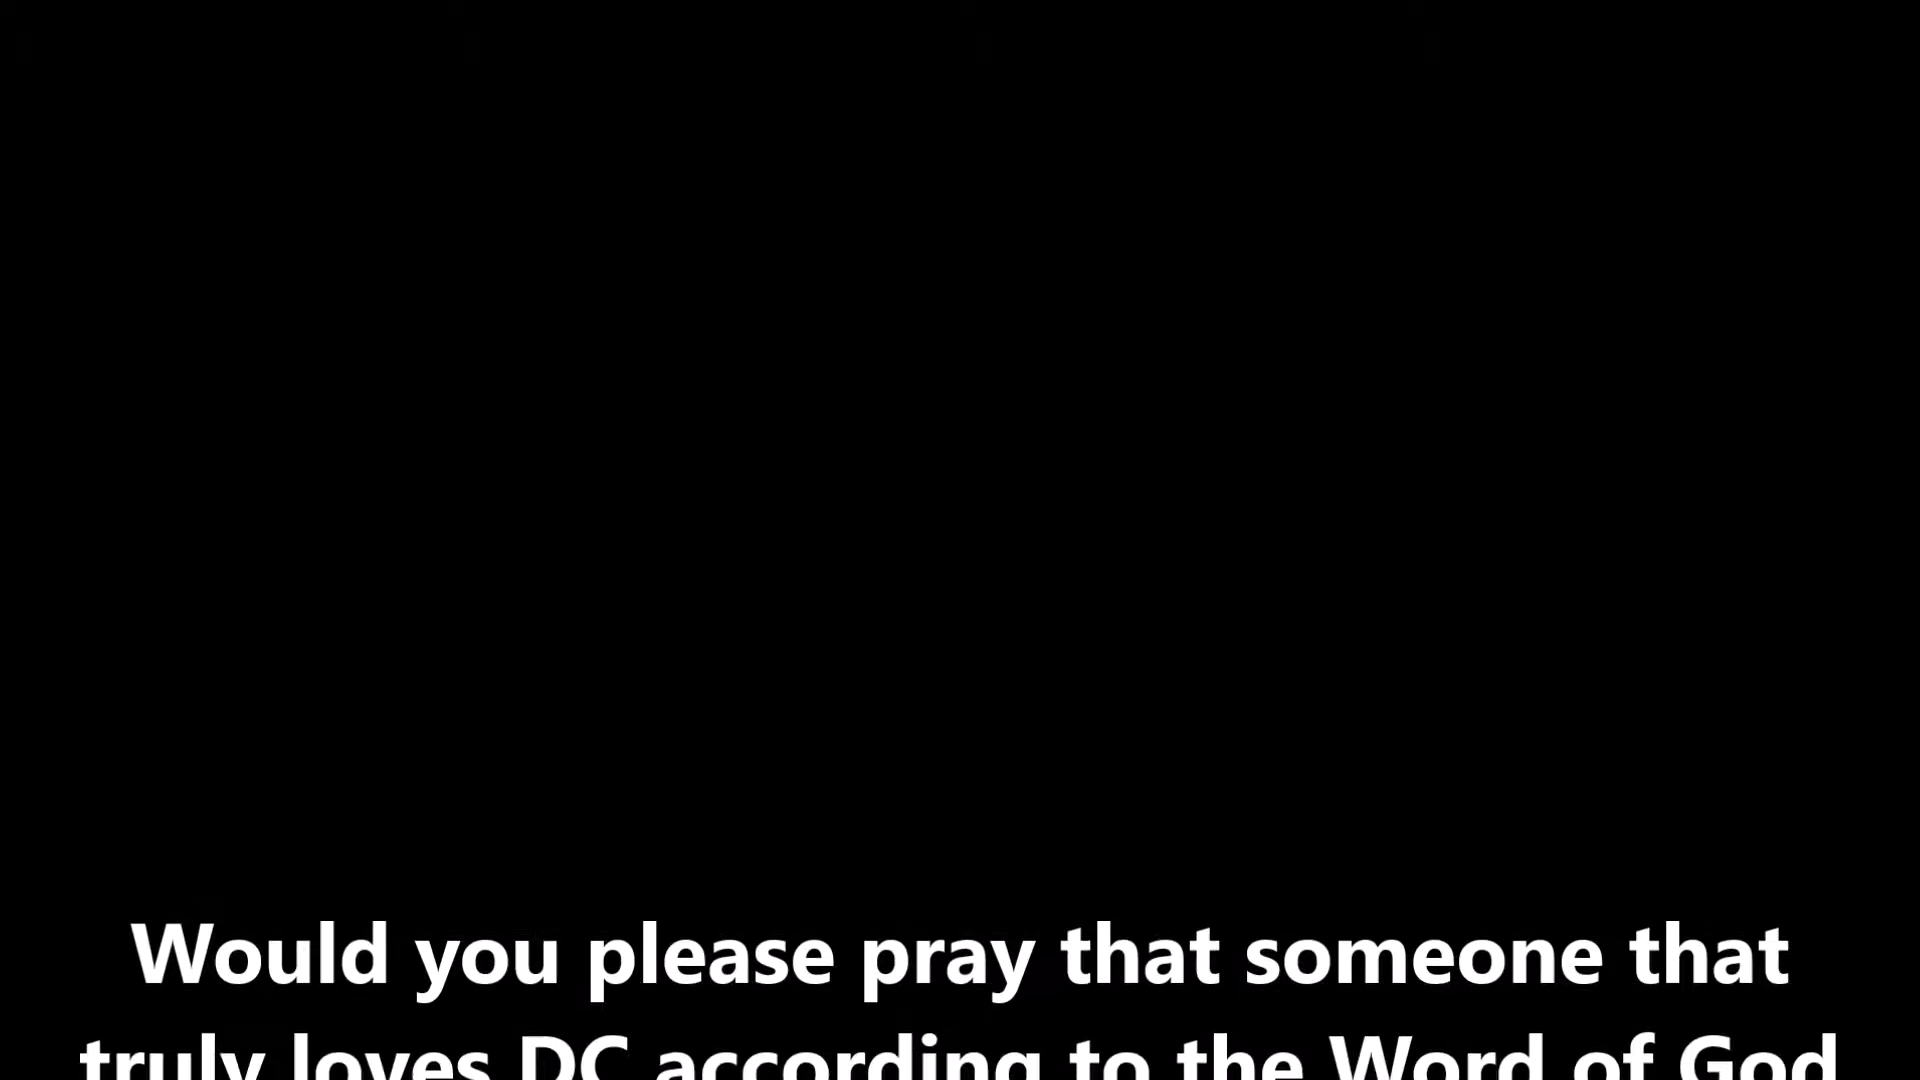 Would you please pray that someone that
truly loves DC according to the Word of God